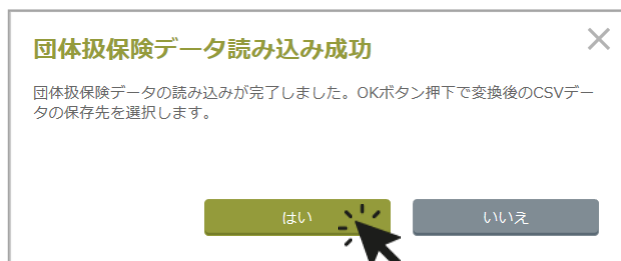 団体扱保険データ読み込み成功
団体扱保険データの読み込みが完了しました。OKボタン押下で変換後のCSVデー
タの保存先を選択します。
はい
いいえ